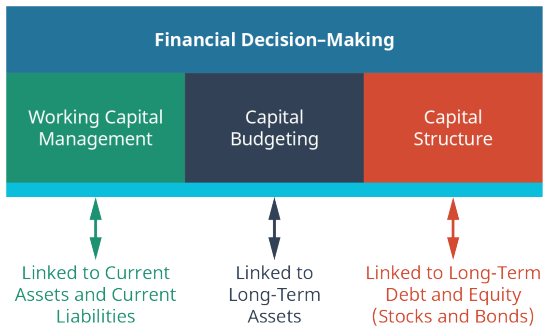 Financial Decision–Making
Working Capital
Management
Capital
Budgeting
Capital
Structure
Linked to Current
Assets and Current
Liabilities
Linked to
Long-Term
Assets
Linked to Long-Term
Debt and Equity
(Stocks and Bonds)